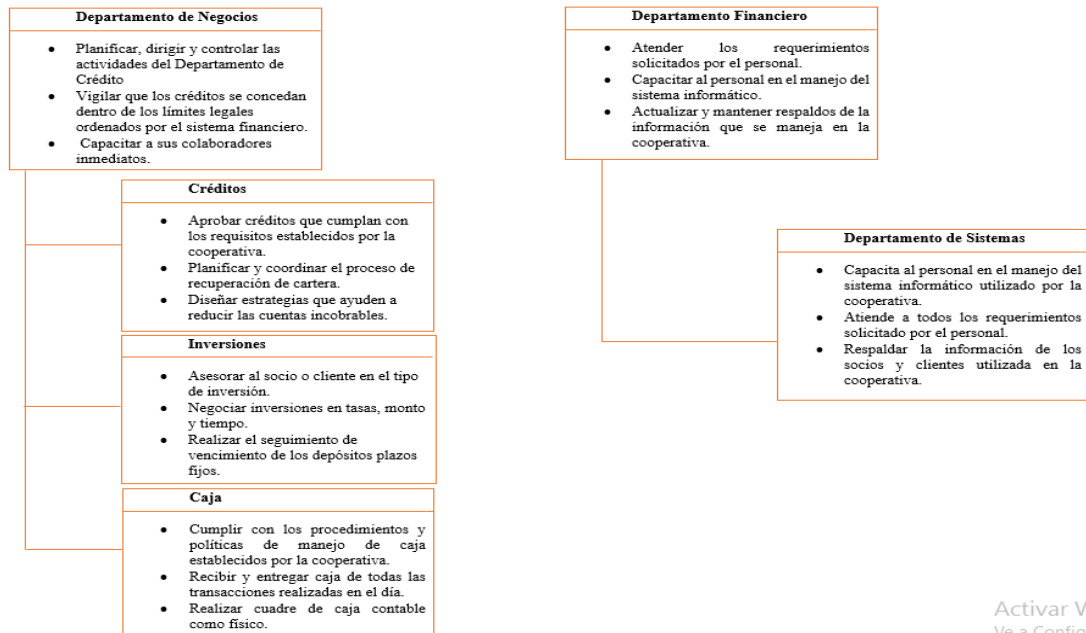 Departamento de Negocios
• Planificar, dirigir y controlar las
actividades del Departamento de
Crédito
• Vigilar que los créditos se concedan
dentro de los límites legales
ordenados por el sistema financiero.
• Capacitar a sus colaboradores
inmediatos.
Créditos
• Aprobar créditos que cumplan con
los requisitos establecidos por la
cooperativa.
• Planificar y coordinar el proceso de
recuperación de cartera.
• Diseñar estrategias que ayuden a
reducir las cuentas incobrables.
Inversiones
• Asesorar al socio o cliente en el tipo
de inversión.
• Negociar inversiones en tasas, monto
y tiempo.
• Realizar el seguimiento de
vencimiento de los depósitos plazos
fijos.
Caja
• Cumplir con los procedimientos y
políticas de manejo de caja
establecidos por la cooperativa.
• Recibir y entregar caja de todas las
transacciones realizadas en el día.
• Realizar cuadre de caja contable
como físico.
Departamento Financiero
• Atender los requerimientos
solicitados por el personal.
• Capacitar al personal en el manejo del
sistema informático.
• Actualizar y mantener respaldos de la
información que se maneja en la
cooperativa.
Departamento de Sistemas
• Capacita al personal en el manejo del
sistema informático utilizado por la
cooperativa.
• Atiende a todos los requerimientos
solicitado por el personal.
• Respaldar la información de los
socios y clientes utilizada en la
cooperativa.
Activar
Ve a